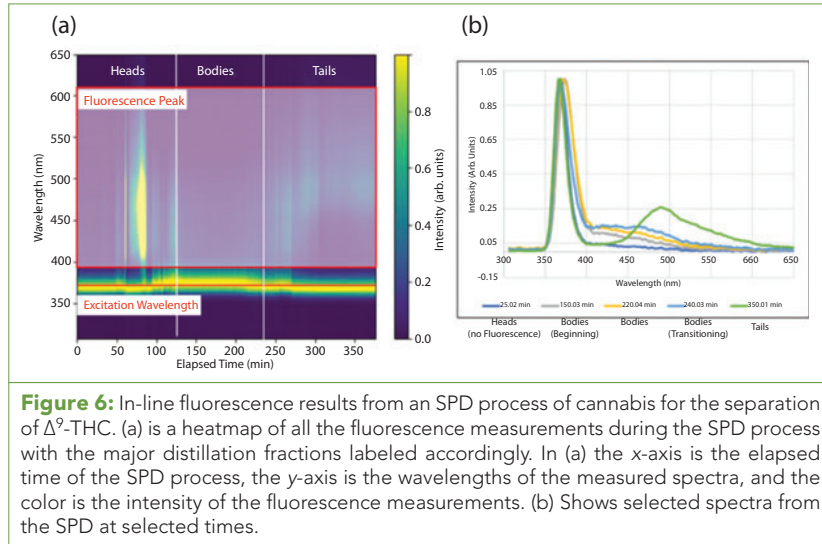 (a)
650
600
550
500
450
400
350
Wavelength (nm)
Heads
Bodies
Tails
Fluorescence Peak
Excitation Wavelength
0
50
100
150
200
250
300
350
Elapsed Time (min)
0.8
0.6
0.4
0.2
0.0
Intensity (arb. units)
(b)
1.05
0.85
0.65
0.45
0.25
0.05
-0.15
Intensity (Arb. Units)
300
350
400
450
500
550
600
650
Wavelength (nm)
25.02 min
150.03 min
220.04 min
240.03 min
350.01 min
Heads
(no Fluorescence)
Bodies
(Beginning)
Bodies
Bodies
(Transitioning)
Tails
Figure 6: In-line fluorescence results from an SPD process of cannabis for the separation
of Δ⁹-THC. (a) is a heatmap of all the fluorescence measurements during the SPD process
with the major distillation fractions labeled accordingly. In (a) the x-axis is the elapsed
time of the SPD process, the y-axis is the wavelengths of the measured spectra, and the
color is the intensity of the fluorescence measurements. (b) Shows selected spectra from
the SPD at selected times.